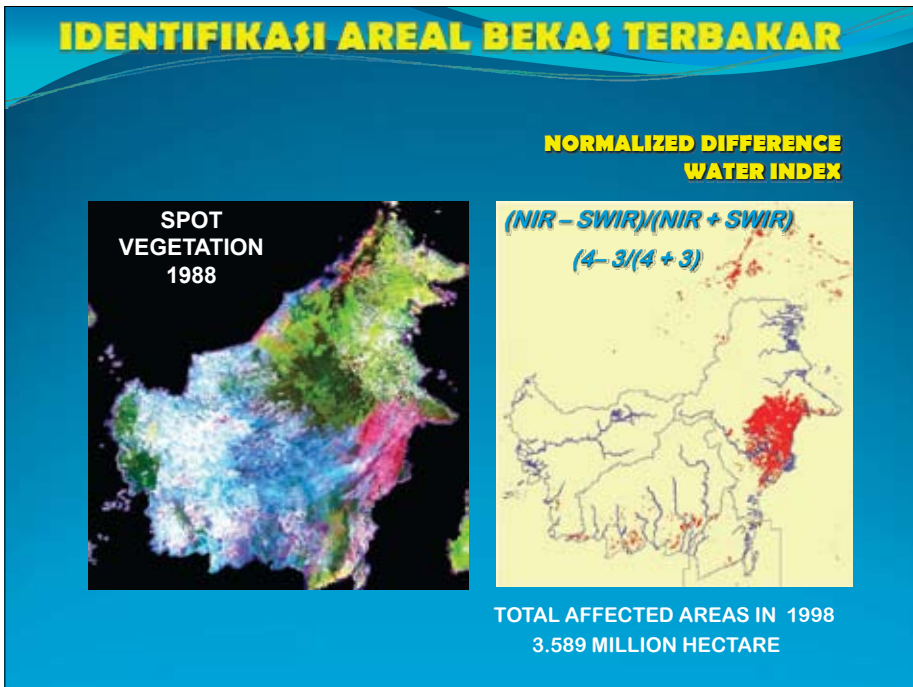 IDENTIFIKASI AREAL BEKAS TERBAKAR
NORMALIZED DIFFERENCE
WATER INDEX
SPOT
VEGETATION
1988
(NIR – SWIR)/(NIR + SWIR)
(4– 3/(4 + 3)
TOTAL AFFECTED AREAS IN 1998
3.589 MILLION HECTARE